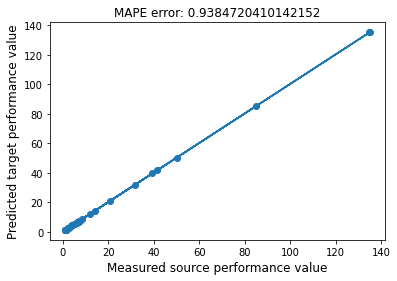 MAPE error: 0.9384720410142152
Predicted target performance value
140
120
100
80
60
40
20
0
0 20 40 60 80 100 120 140
Measured source performance value